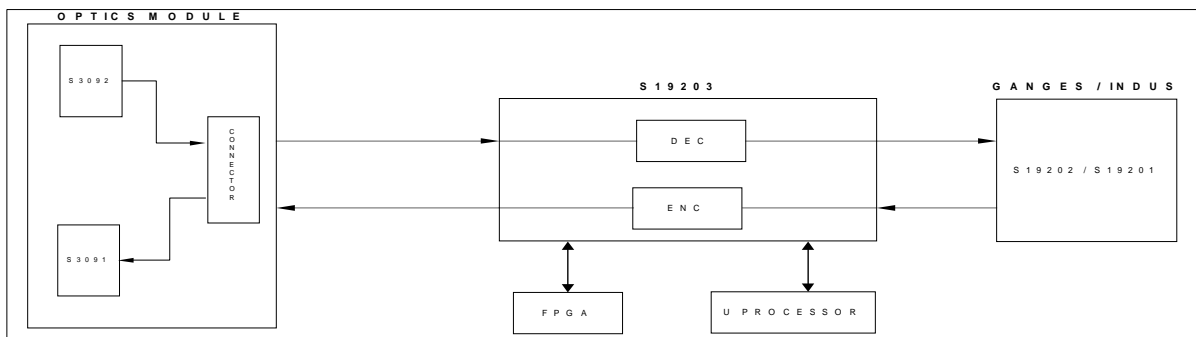 OPTICS MODULE
S3092
CONNECTOR
S3091
S19203
DEC
ENC
FPGA
U PROCESSOR
GANGES / INDUS
S19202 / S19201